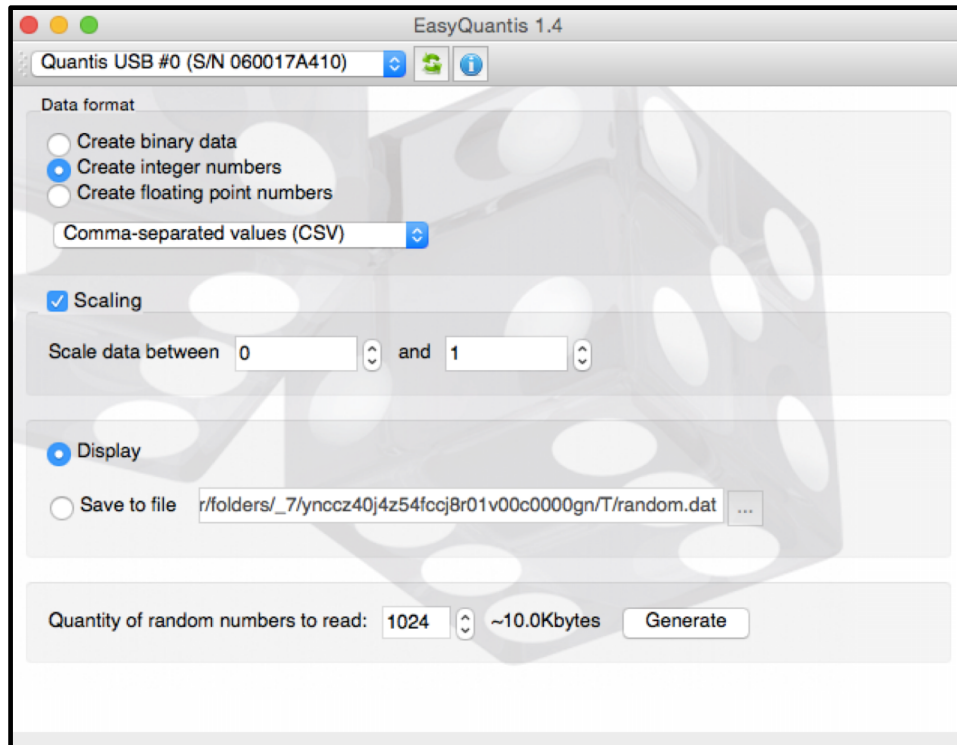 EasyQuantis 1.4
Quantis USB #0 (S/N 060017A410)
Data format
Create binary data
Create integer numbers
Create floating point numbers
Comma-separated values (CSV)
Scaling
Scale data between 0 and 1
Display
Save to file r/folders/_7/ynccz40j4z54fccj8r01v00c0000gn/T/random.dat ...
Quantity of random numbers to read: 1024 ~10.0Kbytes Generate